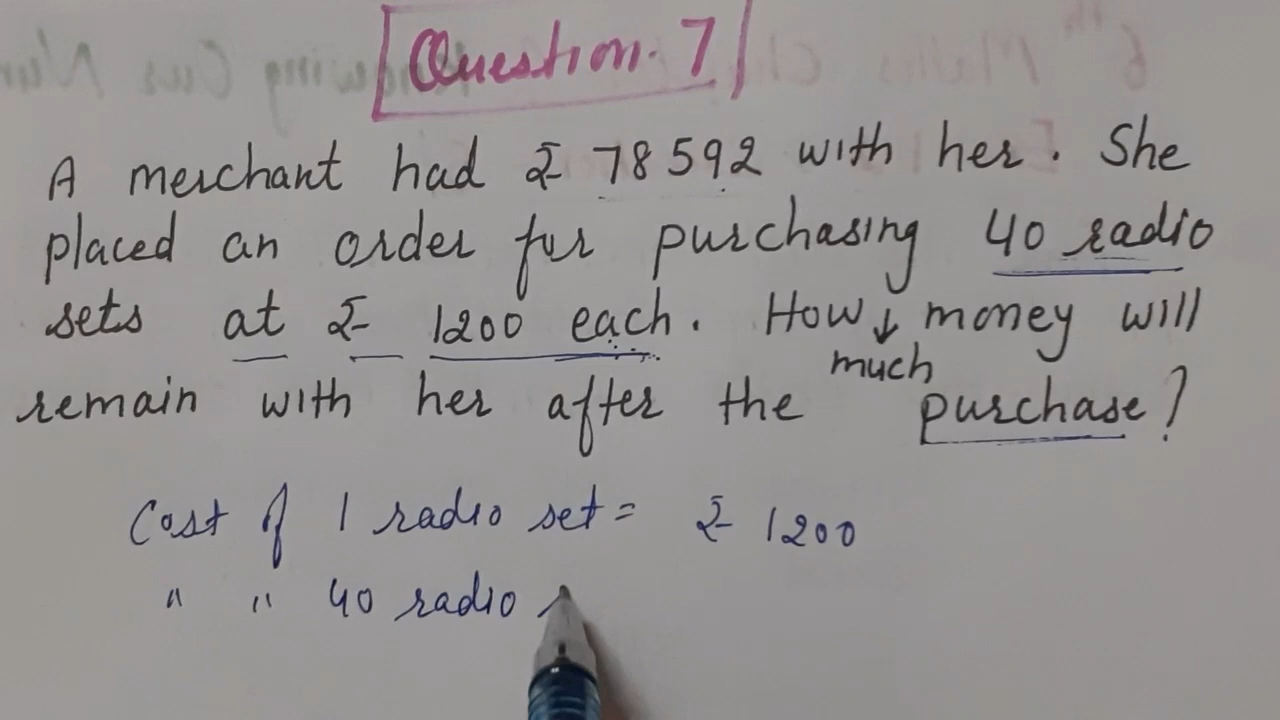 Question.7
A merchant had ₹ 78592 with her. She
placed an order for purchasing 40 radio
sets at ₹ 1200 each. How ↓ money will
much
remain with her after the purchase?
Cost of 1 radio set = ₹ 1200
" " 40 radio